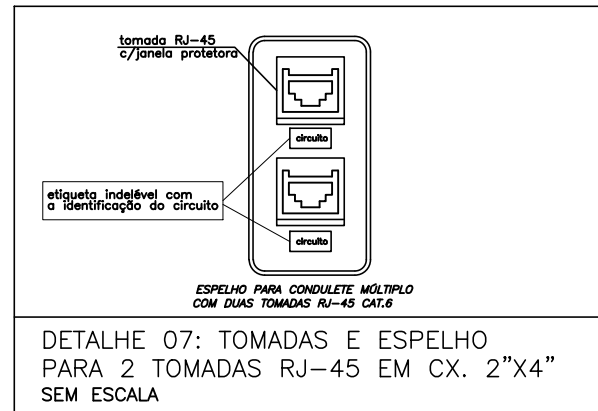 tomada RJ-45
c/janela protetora
circuito
etiqueta indelével com
a identificação do circuito
circuito
ESPELHO PARA CONDULETE MÚLTIPLO
COM DUAS TOMADAS RJ-45 CAT.6
DETALHE 07: TOMADAS E ESPELHO
PARA 2 TOMADAS RJ-45 EM CX. 2"X4"
SEM ESCALA